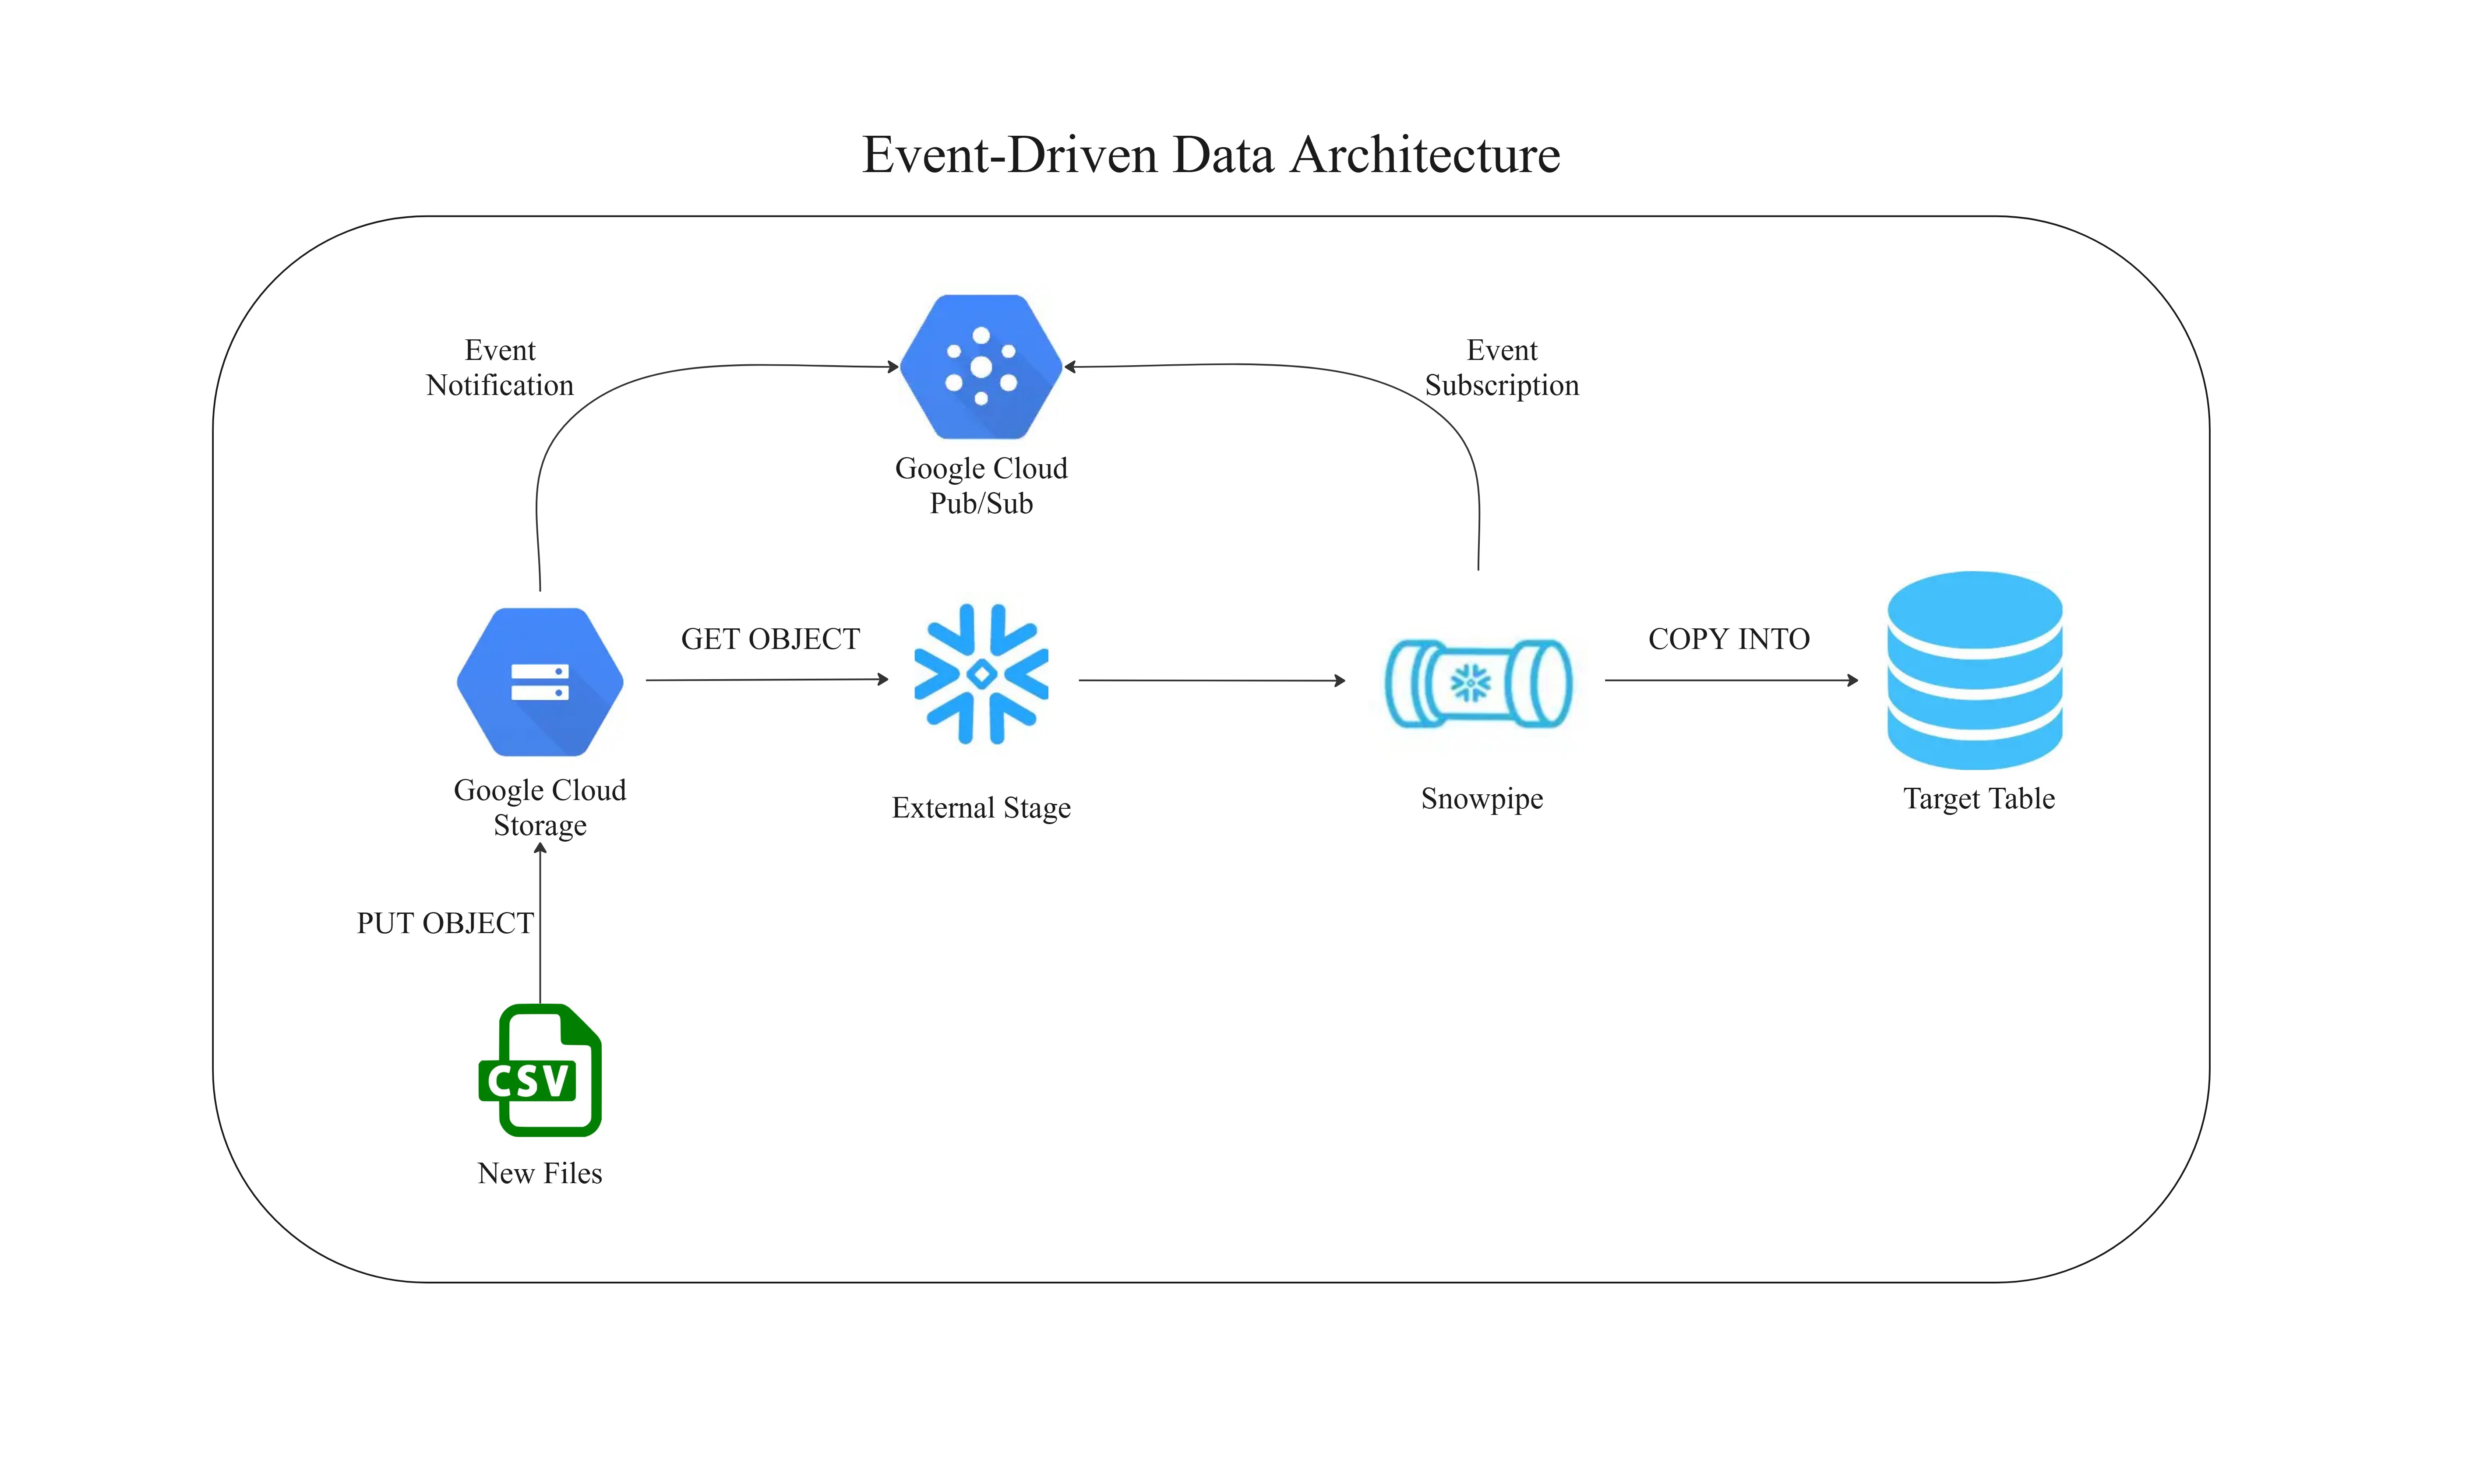 Event-Driven Data Architecture
Event
Notification
Event
Subscription
Google Cloud
Pub/Sub
GET OBJECT
COPY INTO
Google Cloud
Storage
External Stage
Snowpipe
Target Table
PUT OBJECT
CSV
New Files